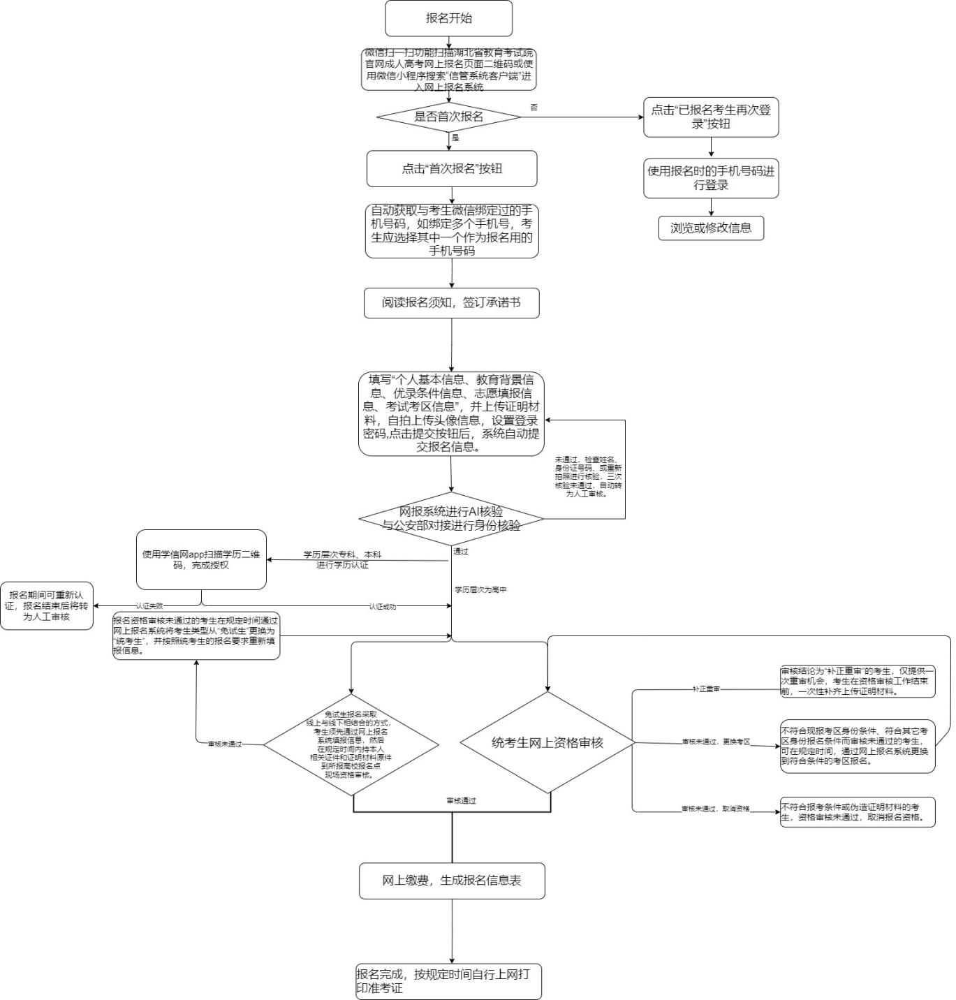 报名开始
微信扫一扫功能扫描湖北省教育考试院
官网成人高考网上报名页面二维码或使
用微信小程序搜索“信管系统客户端”进
入网上报名系统
是否首次报名
否
点击“已报名考生再次登
录”按钮
是
点击“首次报名”按钮
使用报名时的手机号码进
行登录
自动获取与考生微信绑定过的手
机号码，如绑定多个手机号，考
生应选择其中一个作为报名用的
手机号码
浏览或修改信息
阅读报名须知，签订承诺书
填写“个人基本信息、教育背景信
息、优录条件信息、志愿填报信
息、考试考区信息”，并上传证明材
料，自拍上传头像信息，设置登录
密码,点击提交按钮后，系统自动提
交报名信息。
未通过，检查姓名、
身份证号码、或重新
拍照进行核验，三次
核验未通过，自动转
为人工审核。
网报系统进行AI核验
与公安部对接进行身份核验
通过
学历层次专科、本科
进行学历认证
使用学信网app扫描学历二维
码，完成授权
学历层次为高中
报名期间可重新认
证，报名结束后将转
为人工审核
认证失败
认证成功
报名资格审核未通过的考生在规定时间通过
网上报名系统将考生类型从“免试生”更换为
“统考生”，并按照统考生的报名要求重新填
报信息。
免试生报名采取
线上与线下相结合的方式，
考生须先通过网上报名
系统填报信息，然后
在规定时间内持本人
相关证件和证明材料原件
到所报高校报名点
现场资格审核。
审核未通过
统考生网上资格审核
补正重审
审核结论为“补正重审”的考生，仅提供一
次重审机会，考生在资格审核工作结束
前，一次性补齐上传证明材料。
审核未通过，更换考区
不符合现报考区身份条件、符合其它考
区身份报名条件而审核未通过的考生，
可在规定时间，通过网上报名系统更换
到符合条件的考区报名。
审核未通过，取消资格
不符合报考条件或伪造证明材料的考
生，资格审核未通过，取消报名资格。
审核通过
网上缴费，生成报名信息表
报名完成，按规定时间自行上网打
印准考证